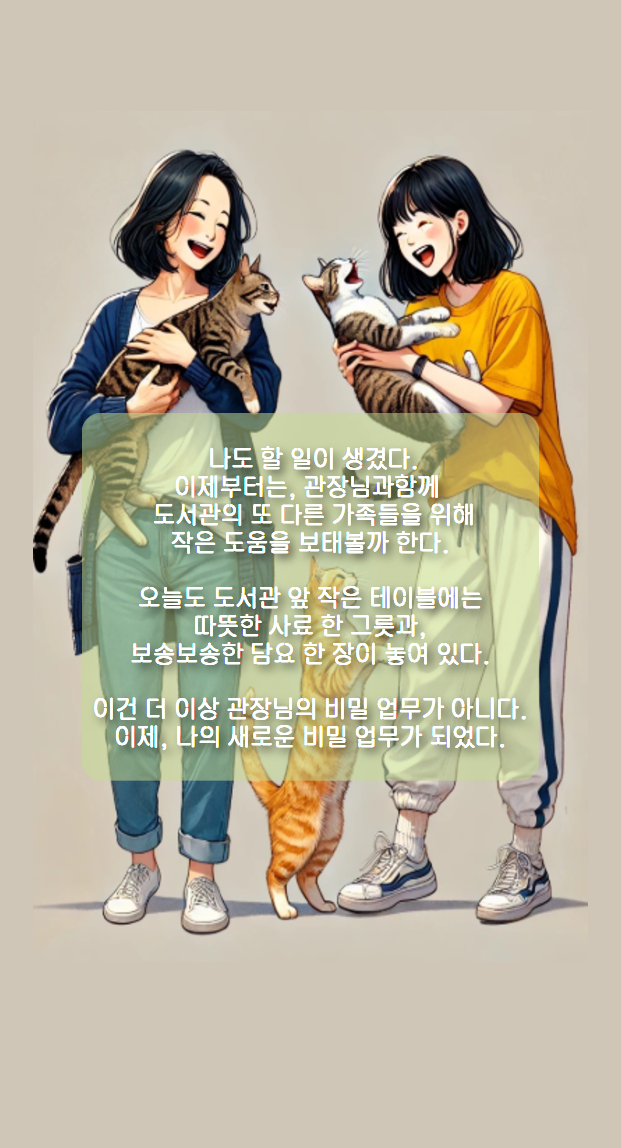 나도 할 일이 생겼다.
이제부터는, 관장님과함께
도서관의 또 다른 가족들을 위해
작은 도움을 보태볼까 한다.
오늘도 도서관 앞 작은 테이블에는
따뜻한 사료 한 그릇과,
보송보송한 담요 한 장이 놓여 있다.
이건 더 이상 관장님의 비밀 업무가 아니다.
이제, 나의 새로운 비밀 업무가 되었다.